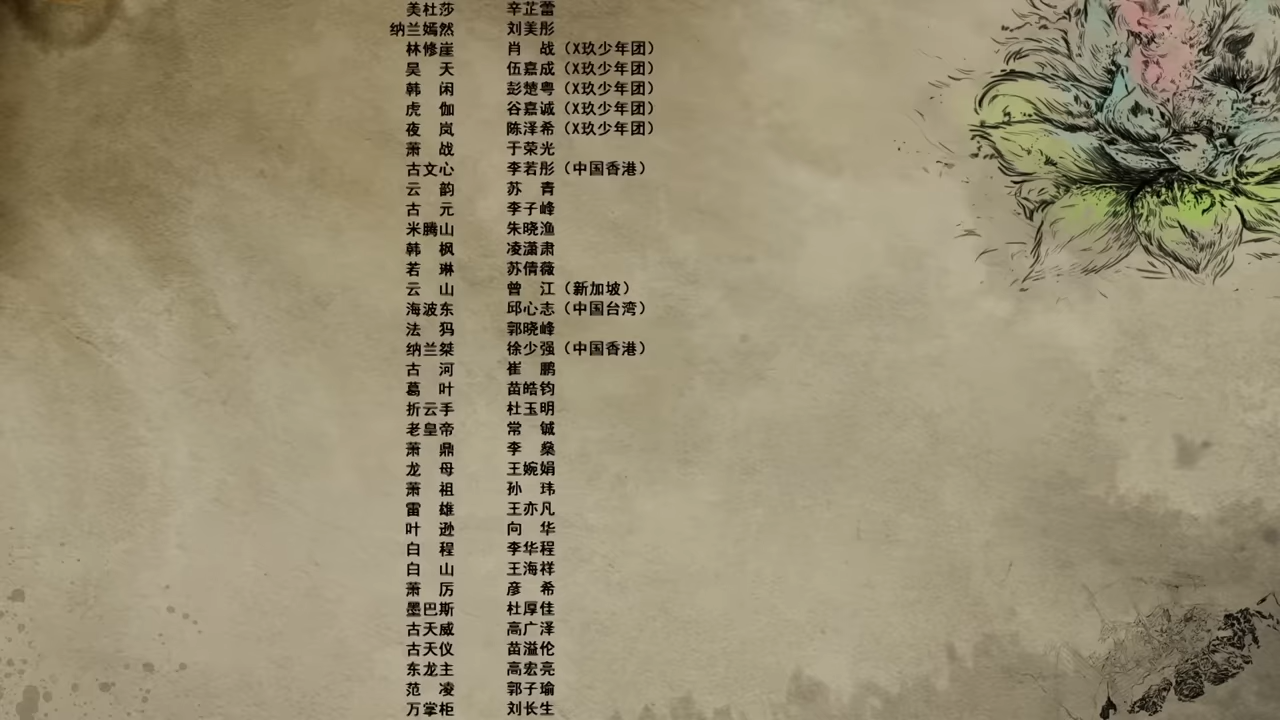 美杜莎 辛芷蕾
纳兰嫣然 刘美彤
林修崖 肖 战（X玖少年团）
吴 天 伍嘉成（X玖少年团）
韩 闲 彭楚粤（X玖少年团）
虎 伽 谷嘉诚（X玖少年团）
夜 岚 陈泽希（X玖少年团）
萧 战 于荣光
古文心 李若彤（中国香港）
云 韵 苏 青
古 元 李子峰
米腾山 朱晓渔
韩 枫 凌潇肃
若 琳 苏倩薇
云 山 曾 江（新加坡）
海波东 邱心志（中国台湾）
法 犸 郭晓峰
纳兰桀 徐少强（中国香港）
古 河 崔 鹏
葛 叶 苗皓钧
折云手 杜玉明
老皇帝 常 铖
萧 鼎 李 燊
龙 母 王婉娟
萧 祖 孙 玮
雷 雄 王亦凡
叶 逊 向 华
白 程 李华程
白 山 王海祥
萧 厉 彦 希
墨巴斯 杜厚佳
古天威 高广泽
古天仪 苗溢伦
东龙主 高宏亮
范 凌 郭子瑜
万掌柜 刘长生